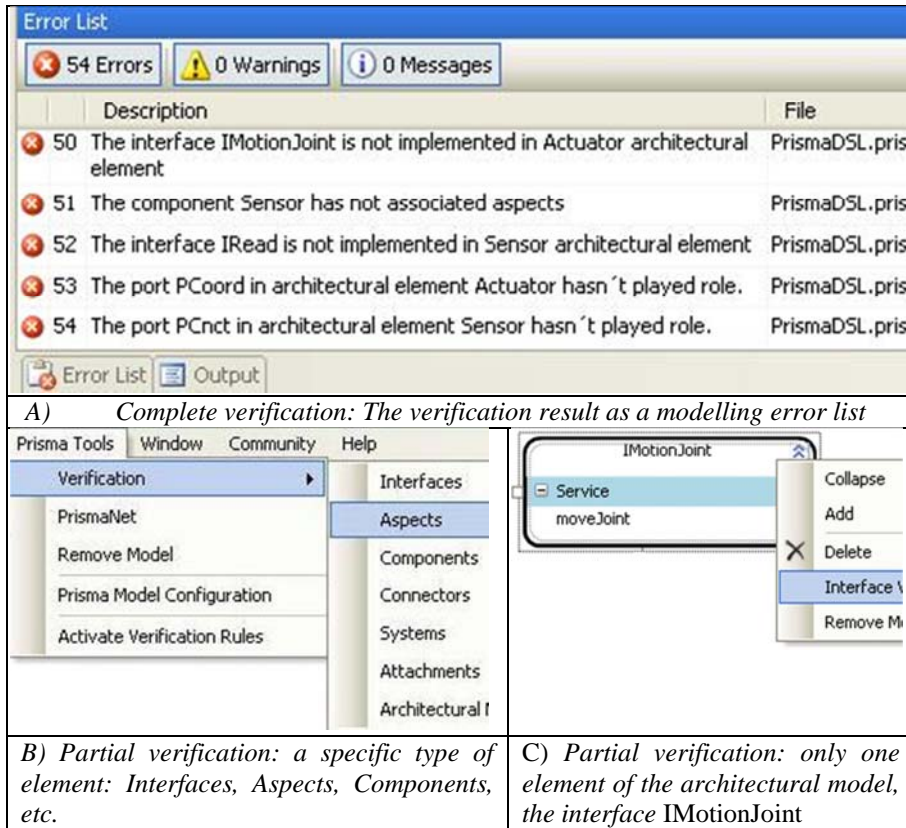 Error List
54 Errors 0 Warnings 0 Messages
Description File
50 The interface IMotionJoint is not implemented in Actuator architectural PrismaDSL.pris
element
51 The component Sensor has not associated aspects PrismaDSL.pris
52 The interface IRead is not implemented in Sensor architectural element PrismaDSL.pris
53 The port PCoord in architectural element Actuator hasn´t played role. PrismaDSL.pris
54 The port PCnct in architectural element Sensor hasn´t played role. PrismaDSL.pris
Error List Output
A) Complete verification: The verification result as a modelling error list
Prisma Tools Window Community Help
Verification
PrismaNet
Remove Model
Prisma Model Configuration
Activate Verification Rules
Interfaces
Aspects
Components
Connectors
Systems
Attachments
Architectural
IMotionJoint
Service
moveJoint
Collapse
Add
Delete
Interface
Remove
B) Partial verification: a specific type of
element: Interfaces, Aspects, Components,
etc.
C) Partial verification: only one
element of the architectural model,
the interface IMotionJoint